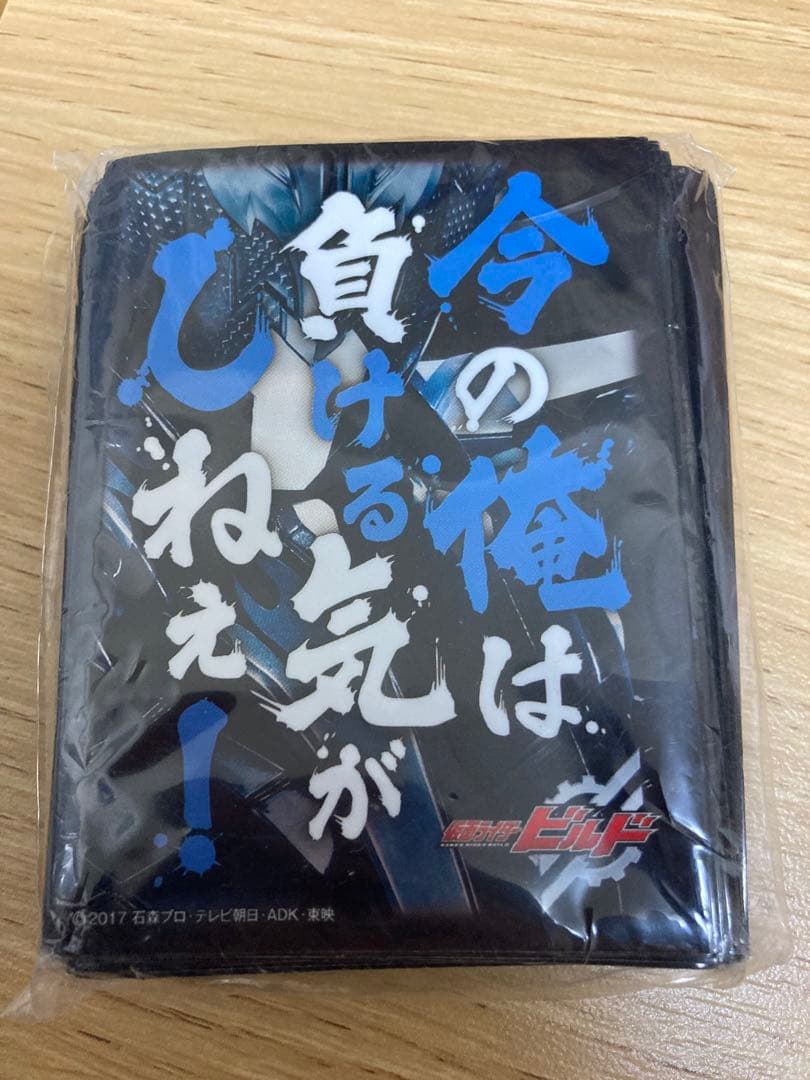 今の俺は
負ける気が
しねぇ!
仮面ライダー
KAMEN RIDER BUILD
ビルド
©2017 石森プロ・テレビ朝日・ADK・東映